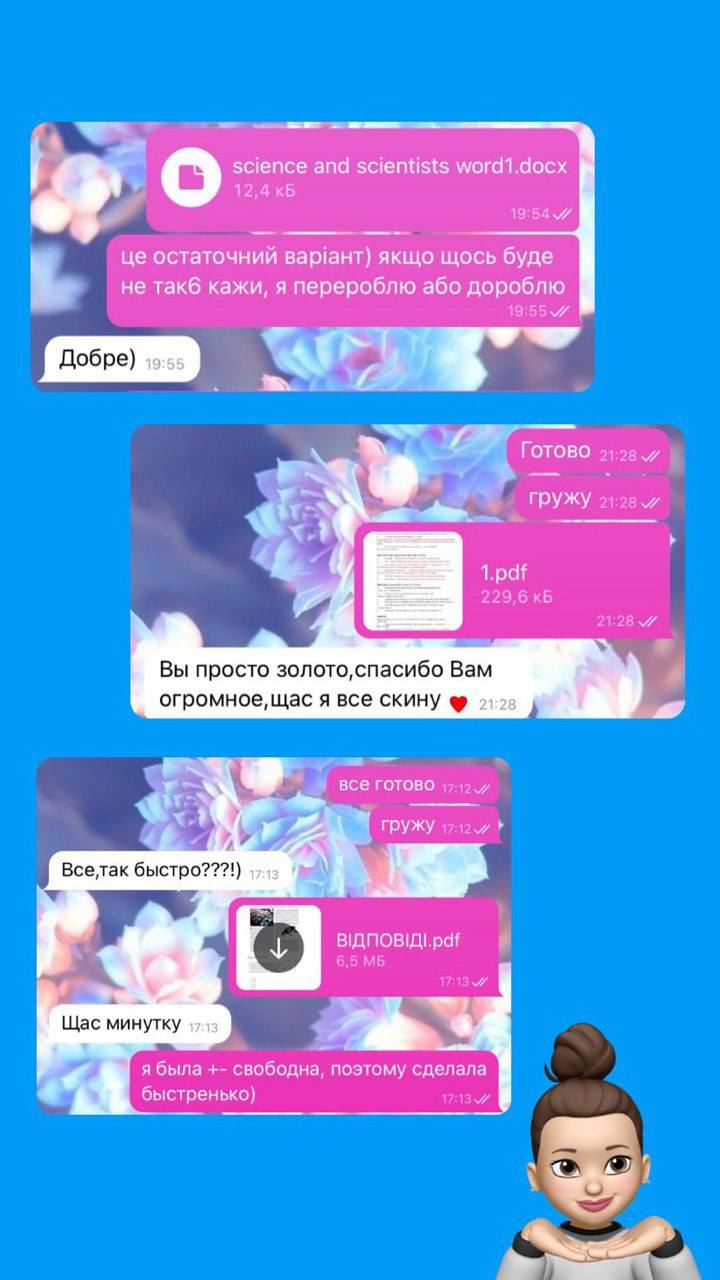 science and scientists word1.docx
12,4 кБ
19:54
це остаточний варіант) якщо щось буде
не так6 кажи, я перероблю або дороблю
19:55
Добре) 19:55
Готово 21:28
гружу 21:28
1.pdf
229,6 кБ
21:28
Вы просто золото,спасибо Вам
огромное,щас я все скину ♥ 21:28
все готово 17:12
гружу 17:12
Все,так быстро???!) 17:13
ВІДПОВІДІ.pdf
6,5 МБ
17:13
Щас минутку 17:13
я была +- свободна, поэтому сделала
быстренько)
17:13